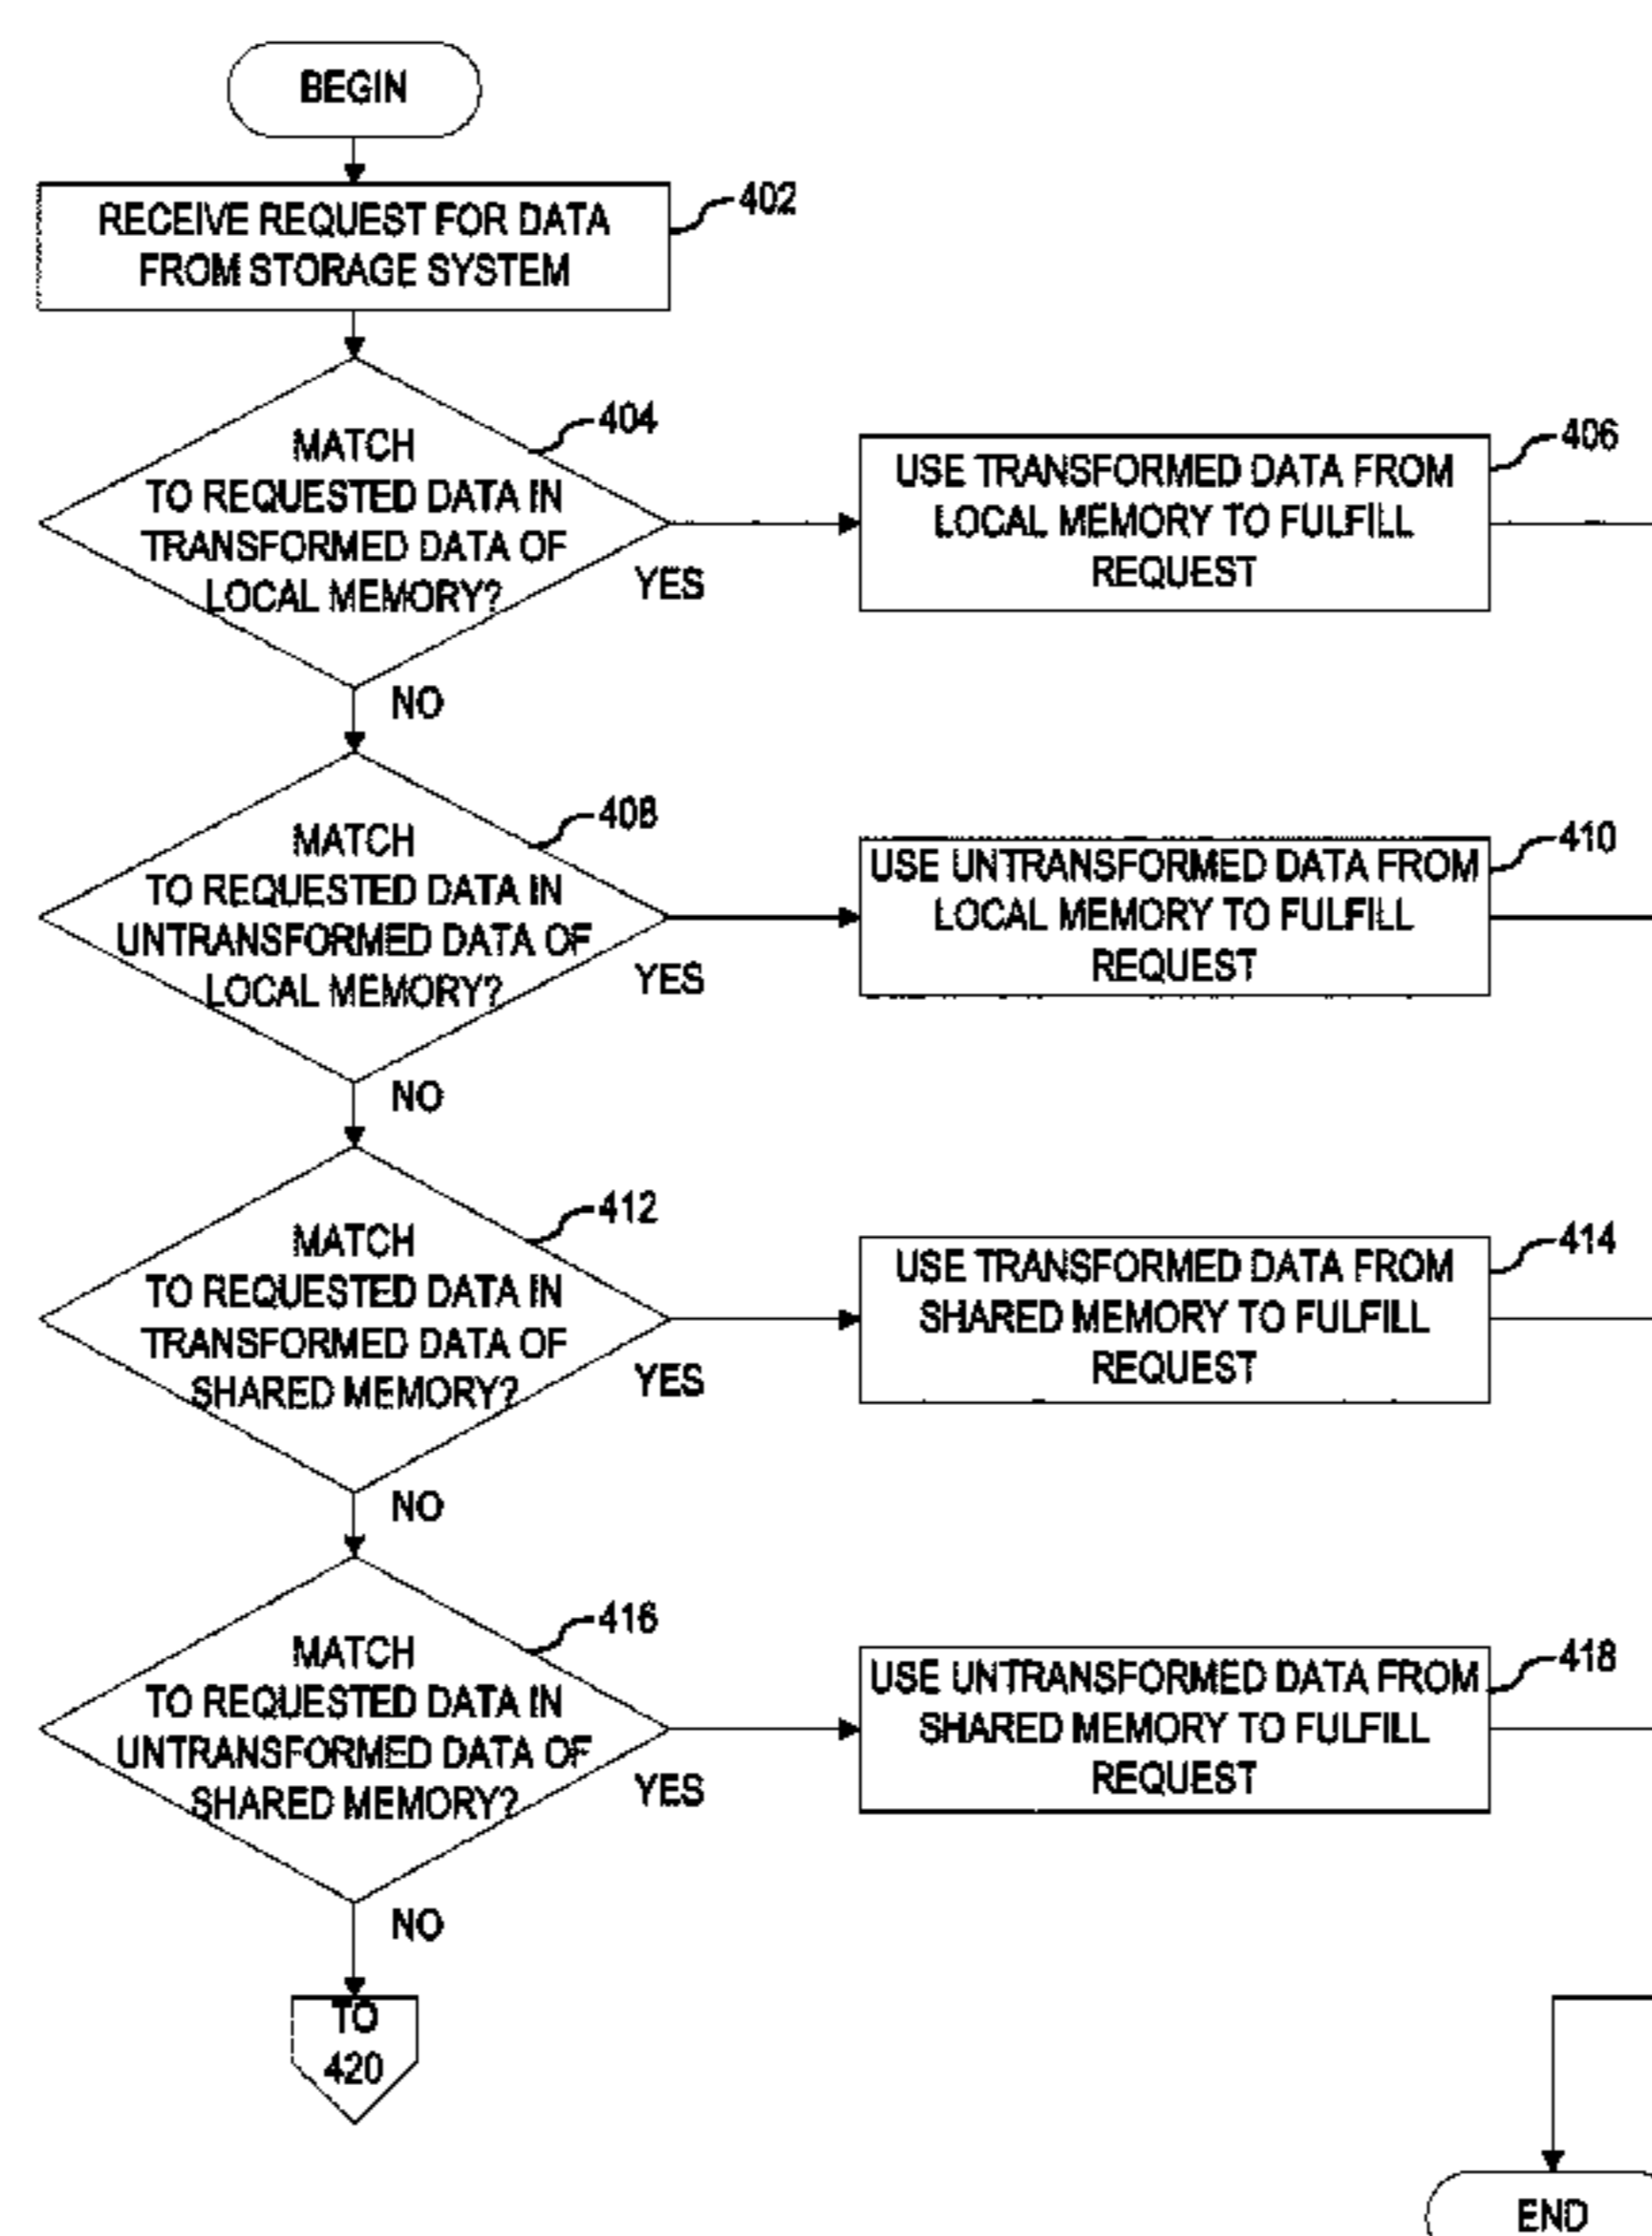 BEGIN
RECEIVE REQUEST FOR DATA
FROM STORAGE SYSTEM
402
MATCH
TO REQUESTED DATA IN
TRANSFORMED DATA OF
LOCAL MEMORY?
404
YES
NO
USE TRANSFORMED DATA FROM
LOCAL MEMORY TO FULFILL
REQUEST
406
MATCH
TO REQUESTED DATA IN
UNTRANSFORMED DATA OF
LOCAL MEMORY?
408
YES
NO
USE UNTRANSFORMED DATA FROM
LOCAL MEMORY TO FULFILL
REQUEST
410
MATCH
TO REQUESTED DATA IN
TRANSFORMED DATA OF
SHARED MEMORY?
412
YES
NO
USE TRANSFORMED DATA FROM
SHARED MEMORY TO FULFILL
REQUEST
414
MATCH
TO REQUESTED DATA IN
UNTRANSFORMED DATA OF
SHARED MEMORY?
416
YES
NO
USE UNTRANSFORMED DATA FROM
SHARED MEMORY TO FULFILL
REQUEST
418
TO
420
END